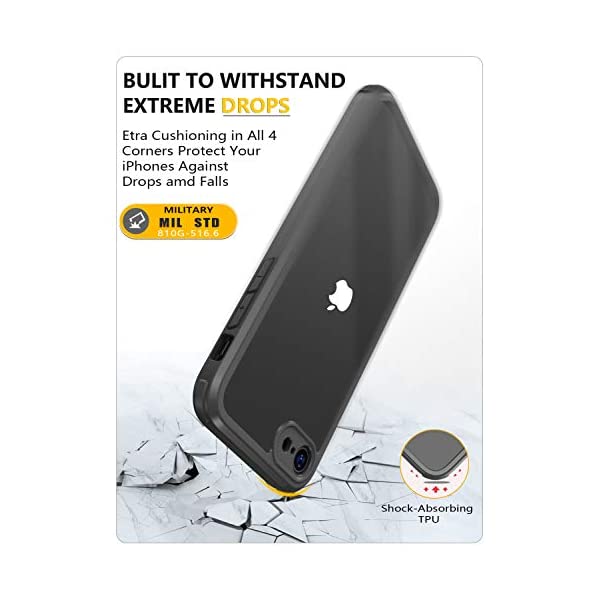 BULIT TO WITHSTAND
EXTREME DROPS
Etra Cushioning in All 4
Corners Protect Your
iPhones Against
Drops amd Falls
MILITARY
MIL STD
810G-516.6
Shock-Absorbing
TPU